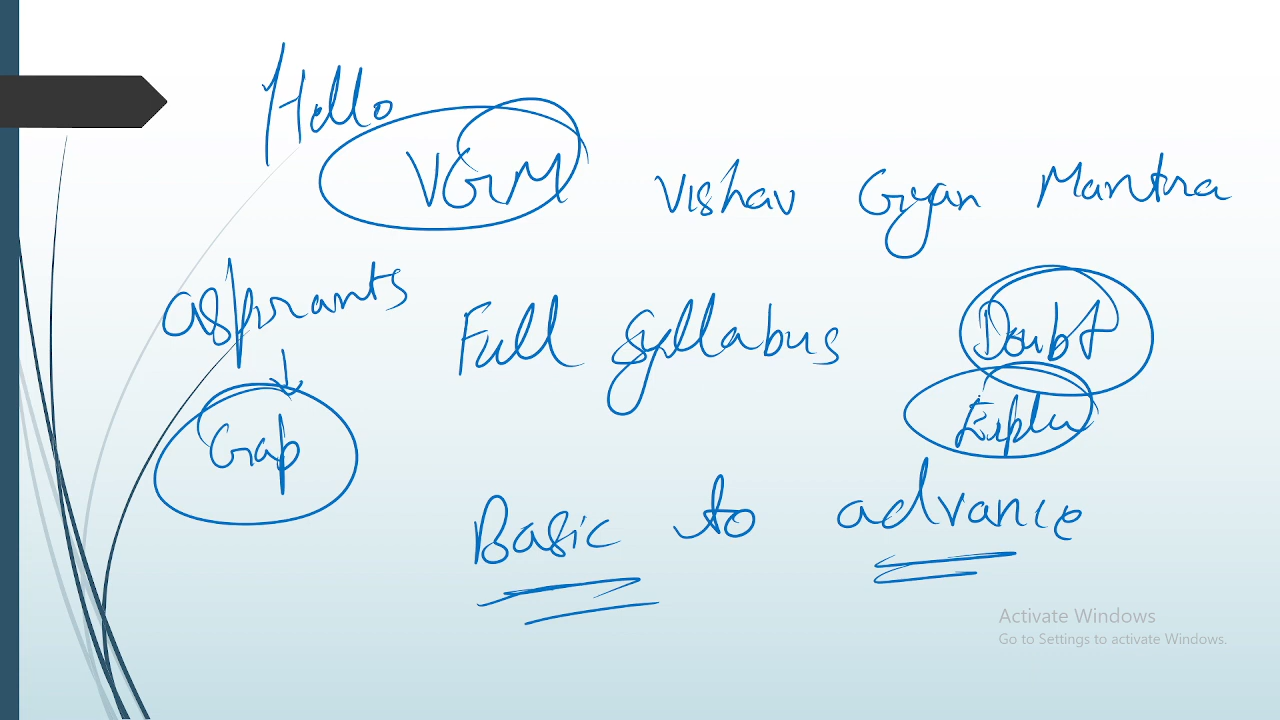 Hello
VGM Vishav Gyan Mantra
aspirants
Full Syllabus Doubt
Gap
Basic to advance
Activate Windows
Go to Settings to activate Windows.